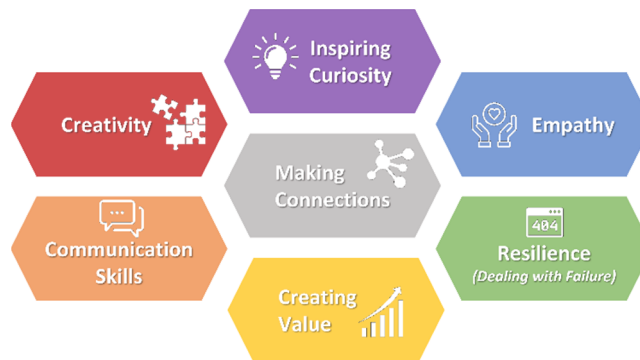 Inspiring
Curiosity
Creativity
Empathy
Making
Connections
Communication
Skills
404
Resilience
(Dealing with Failure)
Creating
Value